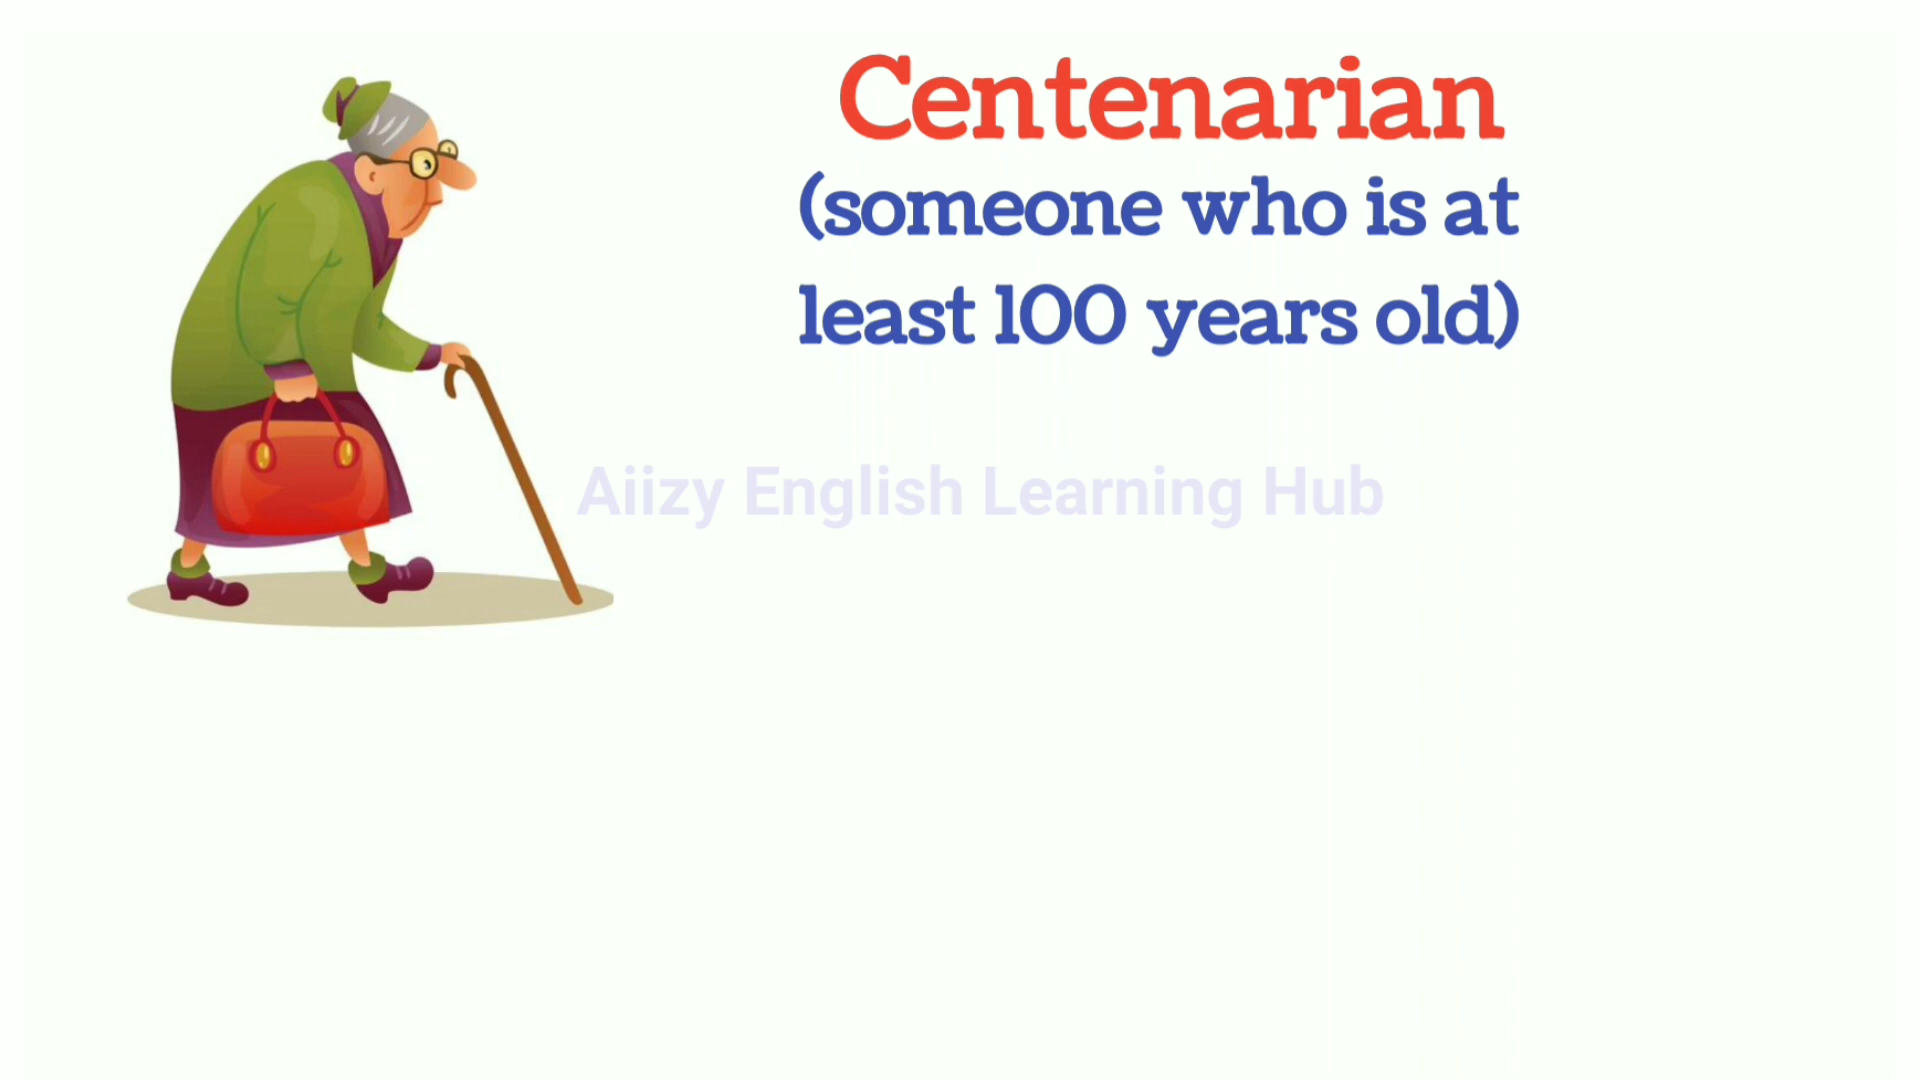 Centenarian
(someone who is at
least 100 years old)
Aiizy English Learning Hub